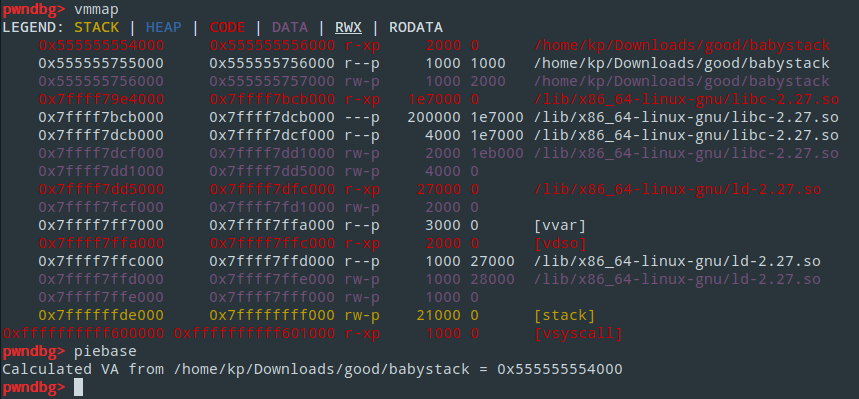 pwndbg> vmmap
LEGEND: STACK | HEAP | CODE | DATA | RWX | RODATA
0x555555554000 0x555555556000 r-xp 2000 0 /home/kp/Downloads/good/babystack
0x555555755000 0x555555756000 r--p 1000 1000 /home/kp/Downloads/good/babystack
0x555555756000 0x555555757000 rw-p 1000 2000 /home/kp/Downloads/good/babystack
0x7ffff79e4000 0x7ffff7bcb000 r-xp 1e7000 0 /lib/x86_64-linux-gnu/libc-2.27.so
0x7ffff7bcb000 0x7ffff7dcb000 ---p 200000 1e7000 /lib/x86_64-linux-gnu/libc-2.27.so
0x7ffff7dcb000 0x7ffff7dcf000 r--p 4000 1e7000 /lib/x86_64-linux-gnu/libc-2.27.so
0x7ffff7dcf000 0x7ffff7dd1000 rw-p 2000 1eb000 /lib/x86_64-linux-gnu/libc-2.27.so
0x7ffff7dd1000 0x7ffff7dd5000 rw-p 4000 0
0x7ffff7dd5000 0x7ffff7dfc000 r-xp 27000 0 /lib/x86_64-linux-gnu/ld-2.27.so
0x7ffff7fcf000 0x7ffff7fd1000 rw-p 2000 0
0x7ffff7ff7000 0x7ffff7ffa000 r--p 3000 0 [vvar]
0x7ffff7ffa000 0x7ffff7ffc000 r-xp 2000 0 [vdso]
0x7ffff7ffc000 0x7ffff7ffd000 r--p 1000 27000 /lib/x86_64-linux-gnu/ld-2.27.so
0x7ffff7ffd000 0x7ffff7ffe000 rw-p 1000 28000 /lib/x86_64-linux-gnu/ld-2.27.so
0x7ffff7ffe000 0x7ffff7fff000 rw-p 1000 0
0x7ffffffde000 0x7ffffffff000 rw-p 21000 0 [stack]
0xffffffffff600000 0xffffffffff601000 r-xp 1000 0 [vsyscall]
pwndbg> piebase
Calculated VA from /home/kp/Downloads/good/babystack = 0x555555554000
pwndbg>